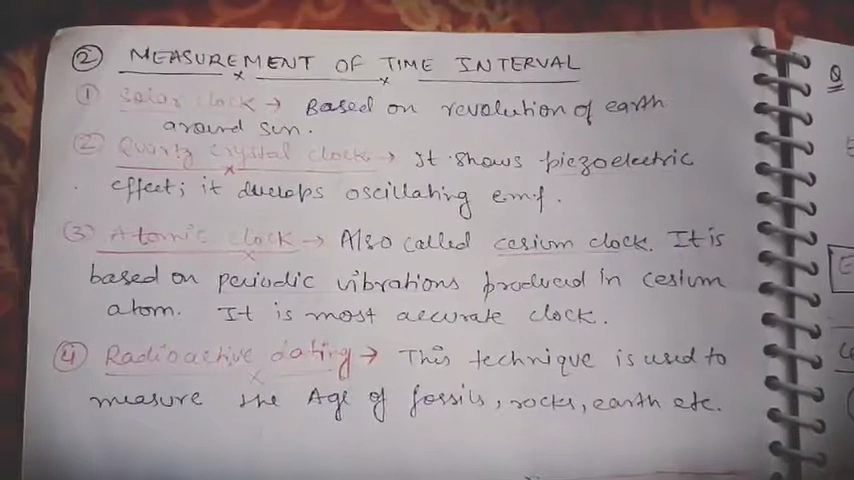 ② MEASUREMENT OF TIME INTERVAL
① Solar clock → Based on revolution of earth
around sun.
② Quartz crystal clock → It shows piezoelectric
effect; it develops oscillating emf.
③ Atomic clock → Also called cesium clock. It is
based on periodic vibrations produced in cesium
atom. It is most accurate clock.
④ Radioactive dating → This technique is used to
measure the Age of fossils, rocks, earth etc.
Q